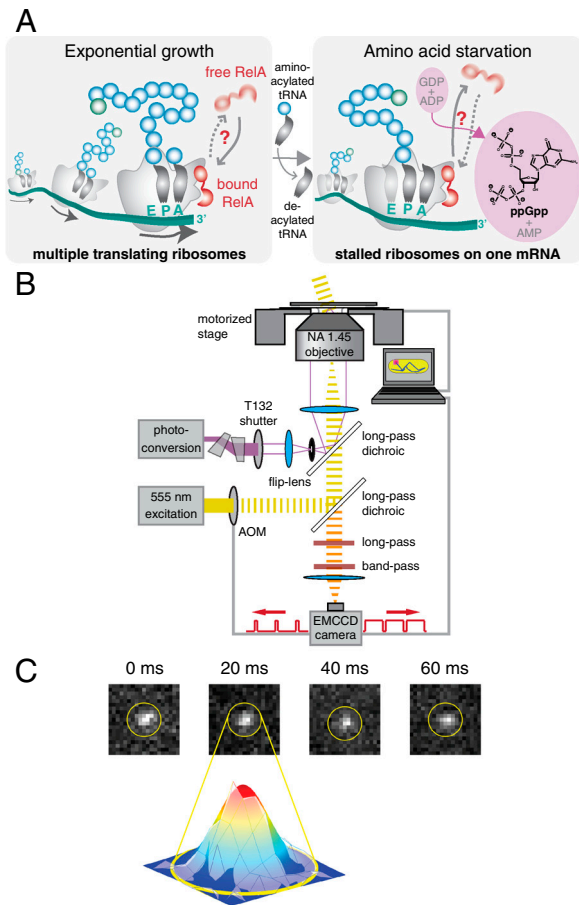 A
Exponential growth
free RelA
?
bound
RelA
E P A
3'
multiple translating ribosomes
amino-
acylated
tRNA
de-
acylated
tRNA
Amino acid starvation
GDP
+
ADP
?
E P A
3'
ppGpp
+
AMP
stalled ribosomes on one mRNA
B
motorized
stage
NA 1.45
objective
T132
shutter
photo-
conversion
flip-lens
long-pass
dichroic
555 nm
excitation
AOM
long-pass
dichroic
long-pass
band-pass
EMCCD
camera
C
0 ms 20 ms 40 ms 60 ms